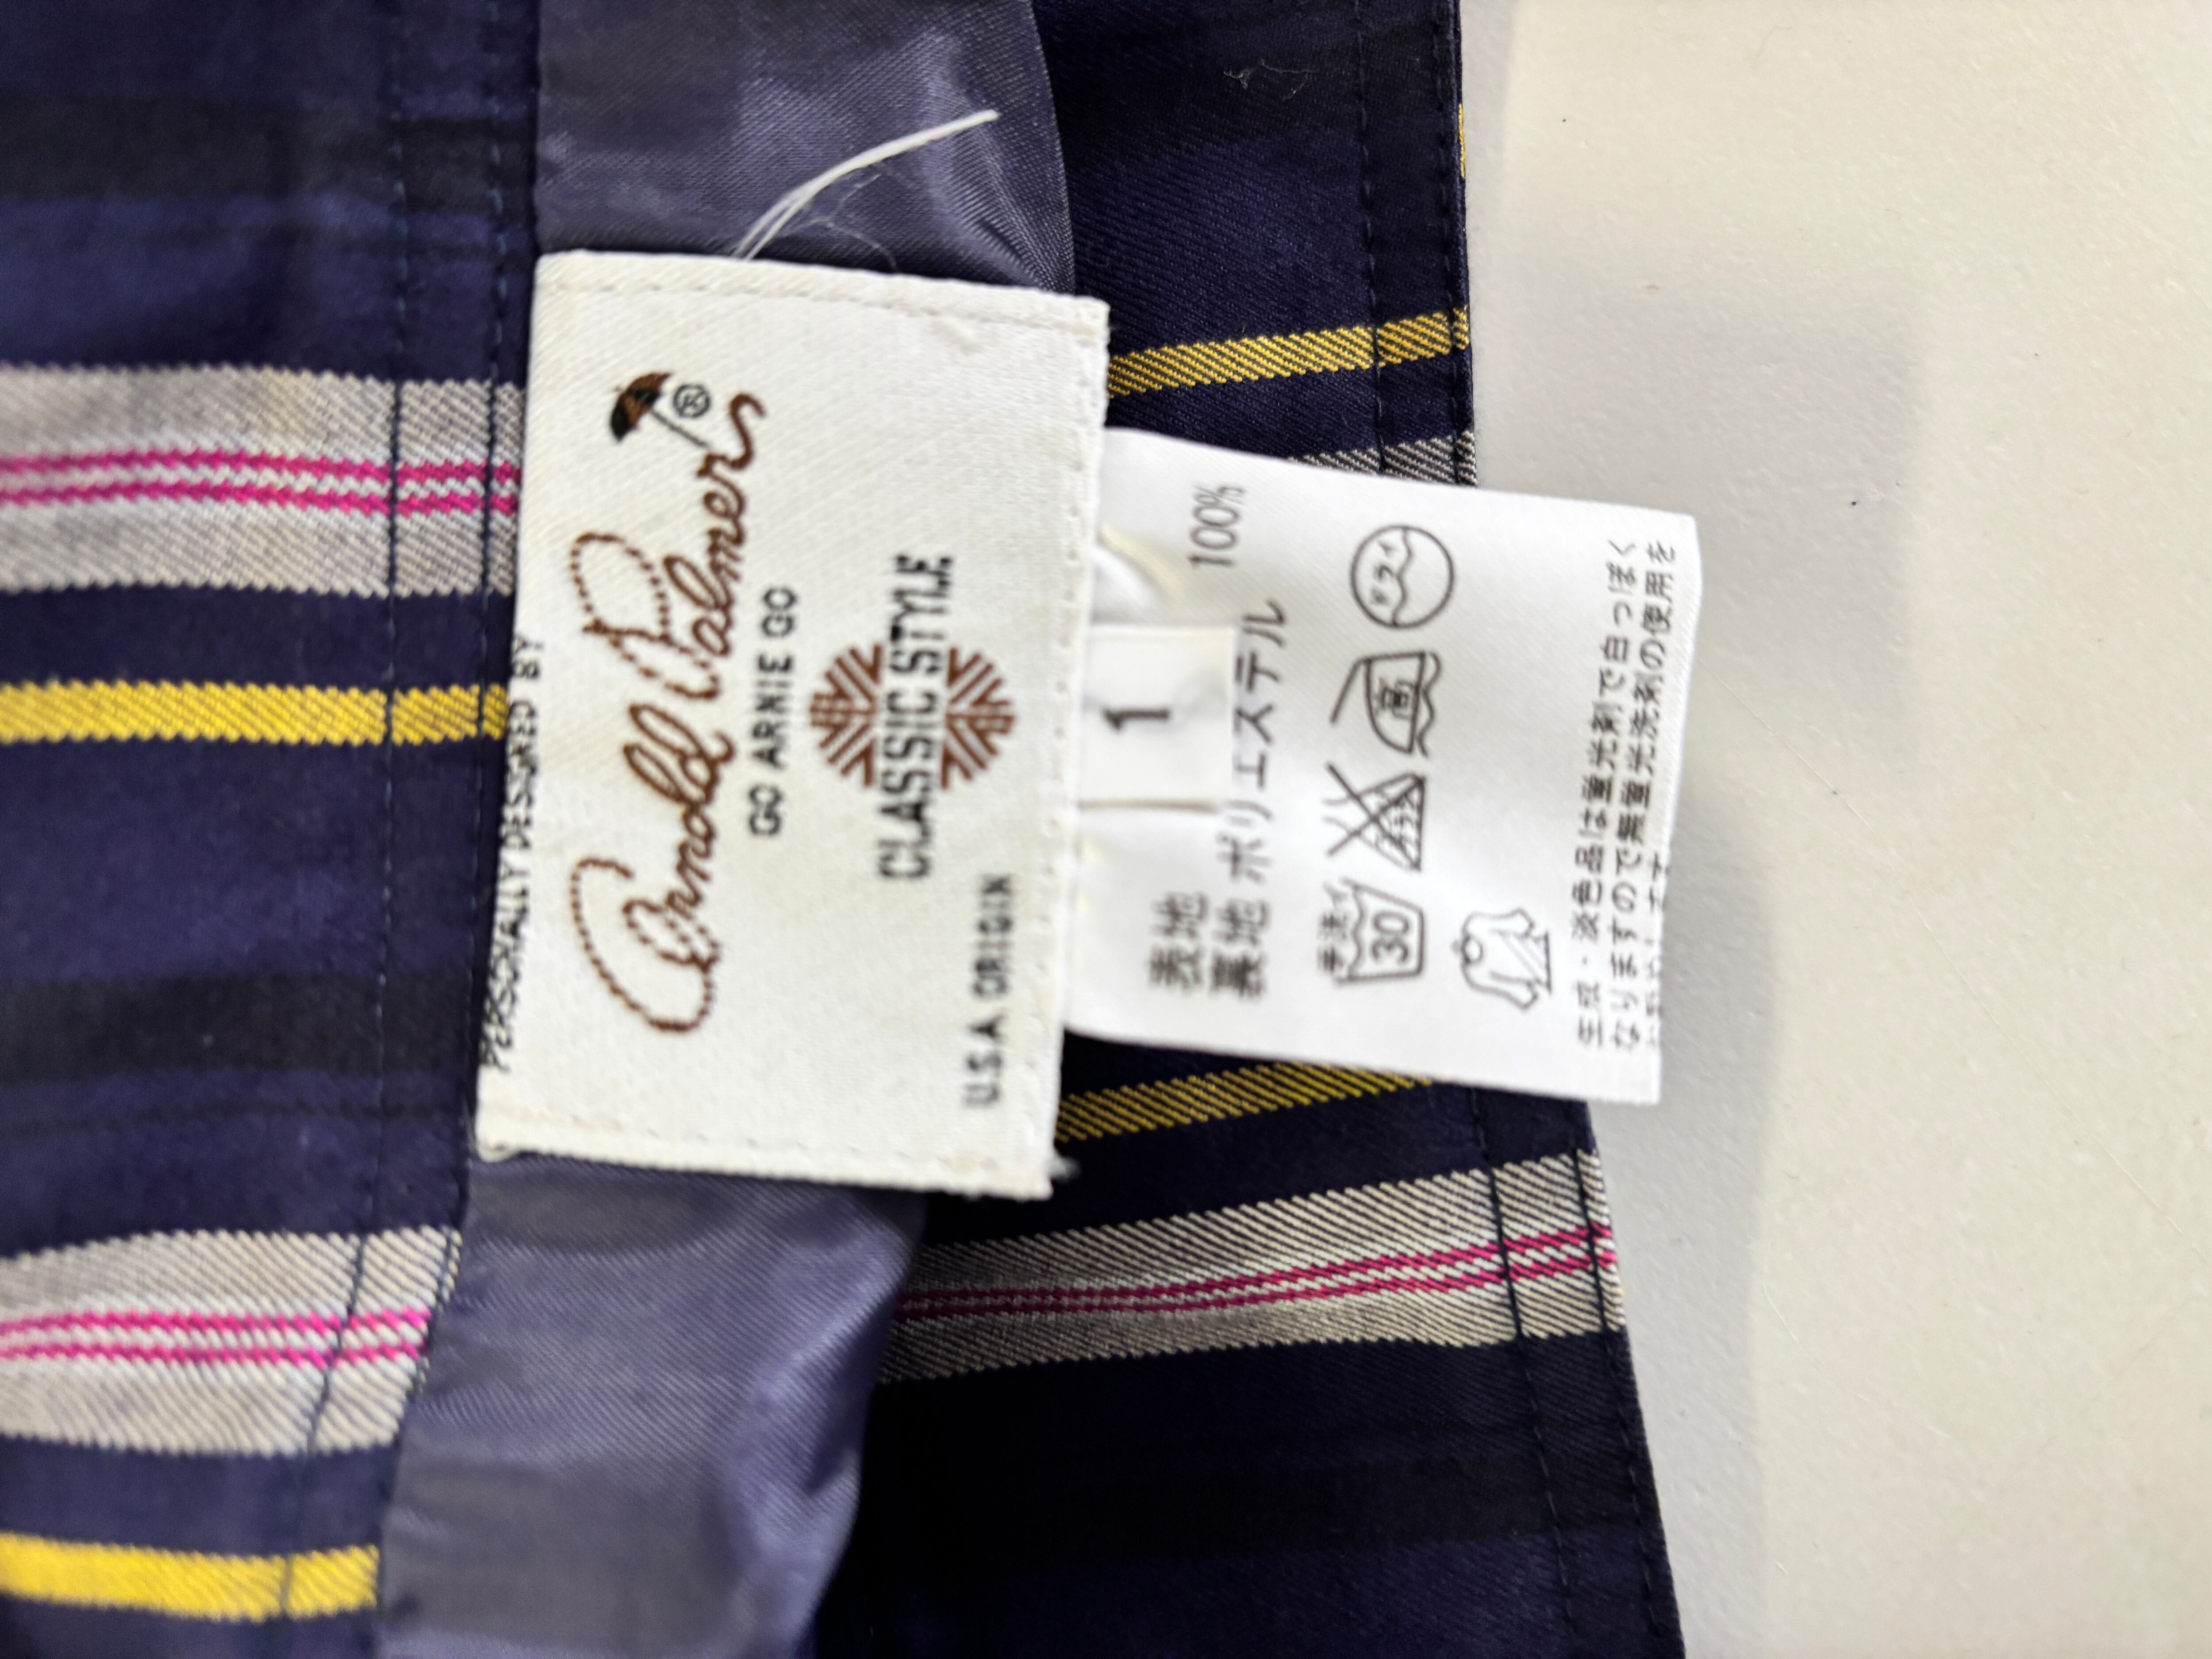 PERSONALLY DESIGNED BY
Arnold Palmer ®
GO ARNIE GO
CLASSIC STYLE
U.S.A ORIGIN
1
表地
裏地 ポリエステル 100%
手洗イ 30
高
ドライ
生成・淡色品は蛍光剤で白っぽく
なりますので無蛍光洗剤の使用を